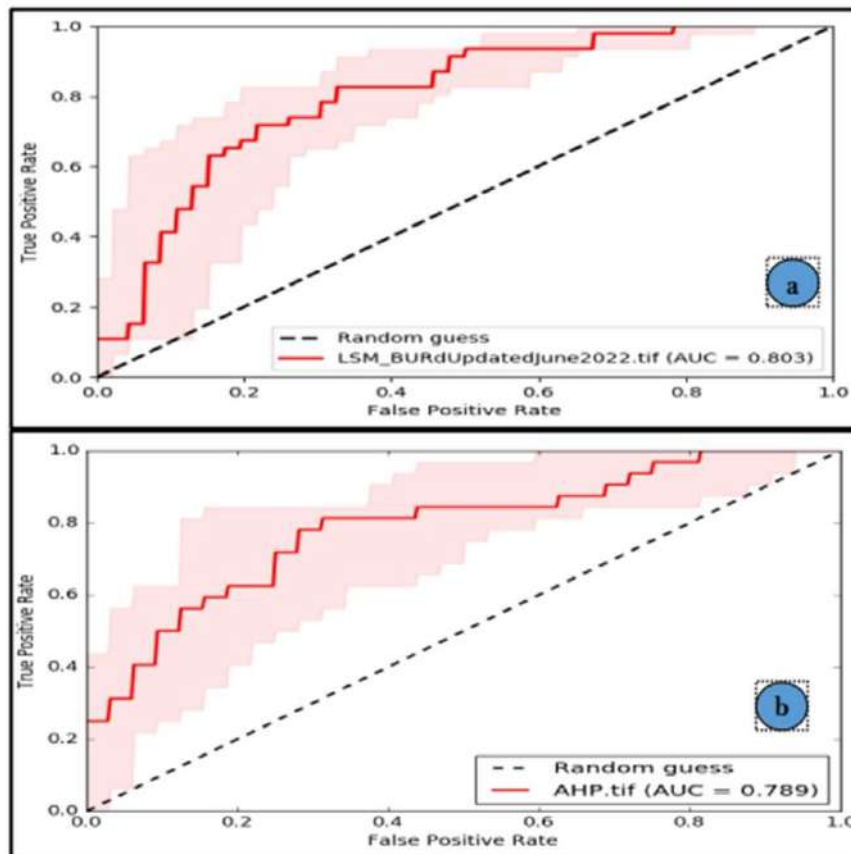 1.0
0.8
0.6
0.4
0.2
0.0
True Positive Rate
a
Random guess
LSM_BURdUpdatedJune2022.tif (AUC = 0.803)
0.0 0.2 0.4 0.6 0.8 1.0
False Positive Rate
1.0
0.8
0.6
0.4
0.2
0.0
True Positive Rate
b
Random guess
AHP.tif (AUC = 0.789)
0.2 0.4 0.6 0.8 1.0
False Positive Rate